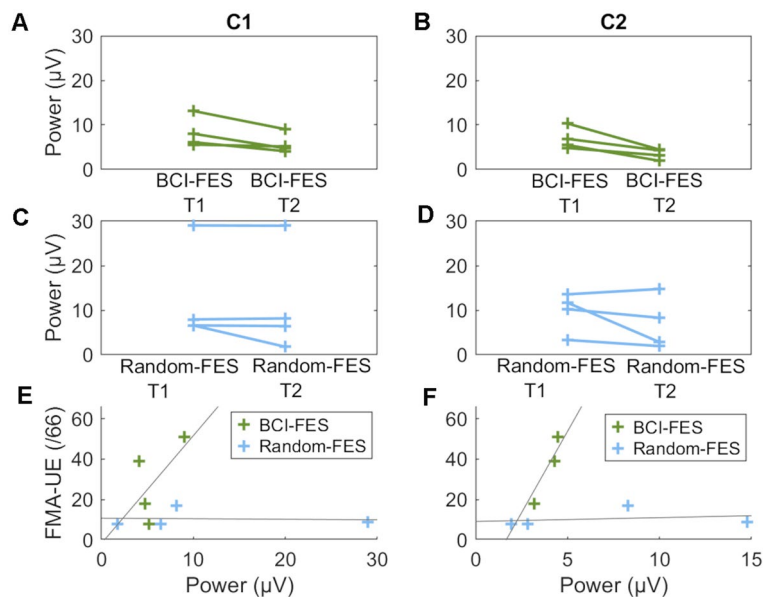 A
C1
B
C2
30
20
10
0
Power (µV)
BCI-FES
BCI-FES
T1
T2
30
20
10
0
BCI-FES
BCI-FES
T1
T2
C
30
20
10
0
Power (µV)
Random-FES
Random-FES
T1
T2
D
30
20
10
0
Random-FES
Random-FES
T1
T2
E
60
40
20
0
FMA-UE (/66)
BCI-FES
Random-FES
0
10
20
30
Power (µV)
F
60
40
20
0
BCI-FES
Random-FES
0
5
10
15
Power (µV)